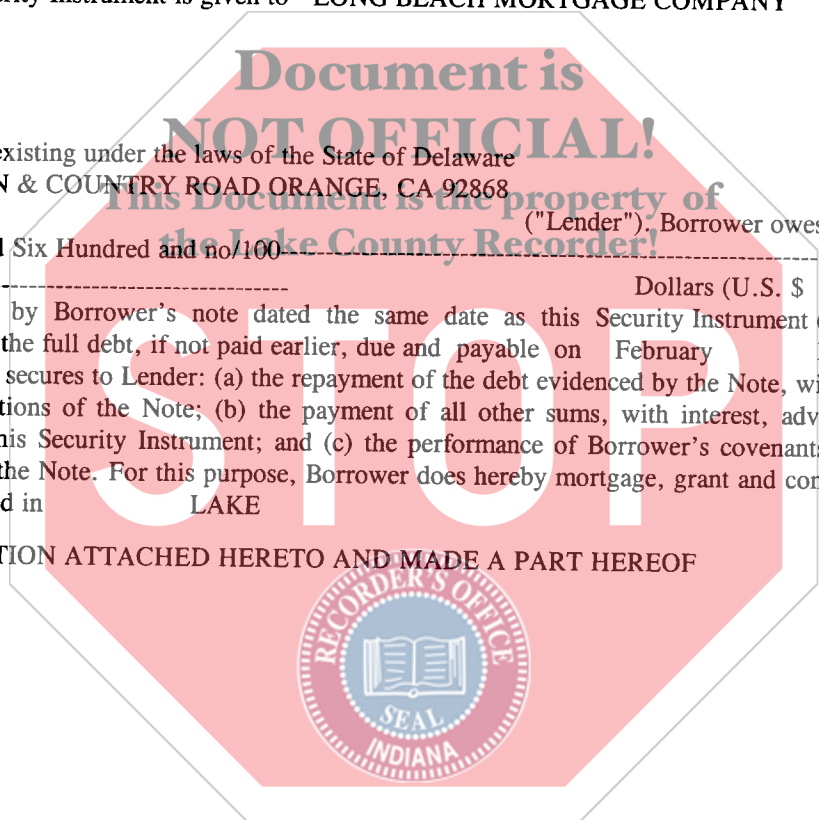 rity Instrument is given to LONG BEACH MORTGAGE COMPANY
Document is
NOT OFFICIAL!
existing under the laws of the State of Delaware
N & COUNTRY ROAD ORANGE, CA 92868
This Document is the property of
("Lender"). Borrower owes
the Lake County Recorder!
Six Hundred and no/100------------------------------------------------
------------------------------------ Dollars (U.S. $
by Borrower's note dated the same date as this Security Instrument (
the full debt, if not paid earlier, due and payable on February
secures to Lender: (a) the repayment of the debt evidenced by the Note, wi
tions of the Note; (b) the payment of all other sums, with interest, adv
his Security Instrument; and (c) the performance of Borrower's covenants
the Note. For this purpose, Borrower does hereby mortgage, grant and con
d in LAKE
STOP
TION ATTACHED HERETO AND MADE A PART HEREOF
RECORDER'S OFFICE
SEAL
INDIANA